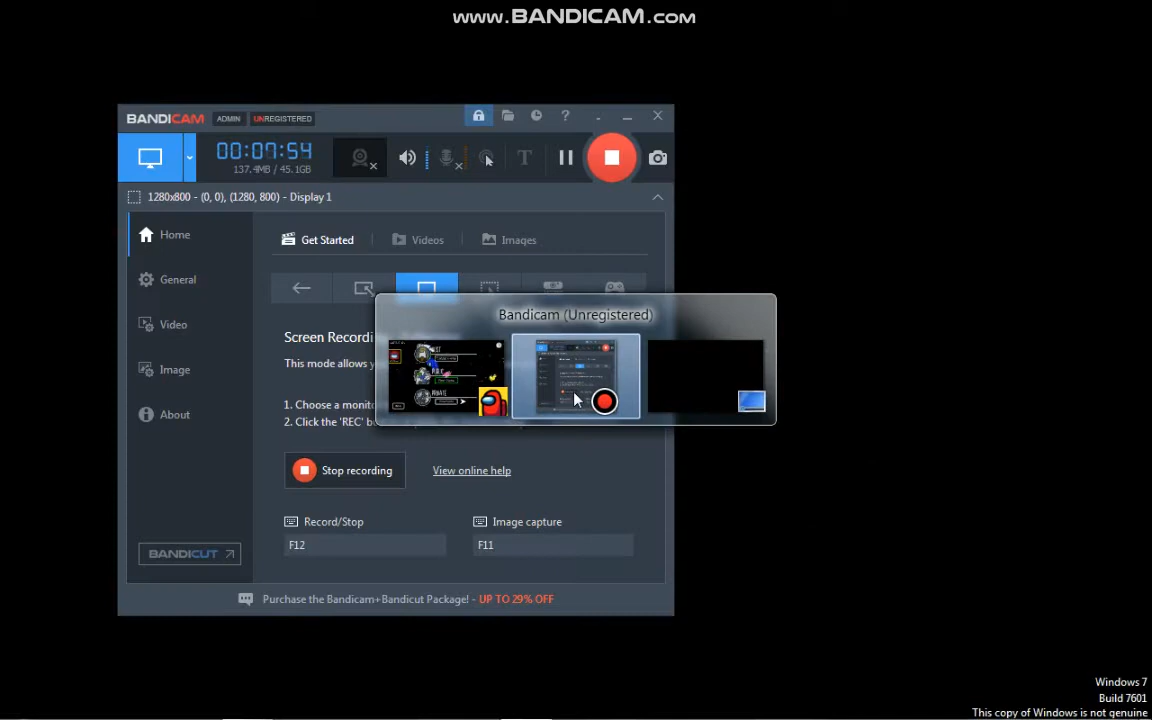 www.BANDICAM.com
BANDICAM ADMIN UNREGISTERED ?
00:07:54
137.4MB / 45.1GB
T
1280x800 - (0, 0), (1280, 800) - Display 1
Home
General
Video
Image
About
BANDICUT
Get Started
Videos
Images
Bandicam (Unregistered)
Screen Recordi
This mode allows y
1. Choose a monito
2. Click the 'REC' b
Stop recording
View online help
Record/Stop
Image capture
F12
F11
Purchase the Bandicam+Bandicut Package! - UP TO 29% OFF
Windows 7
Build 7601
This copy of Windows is not genuine